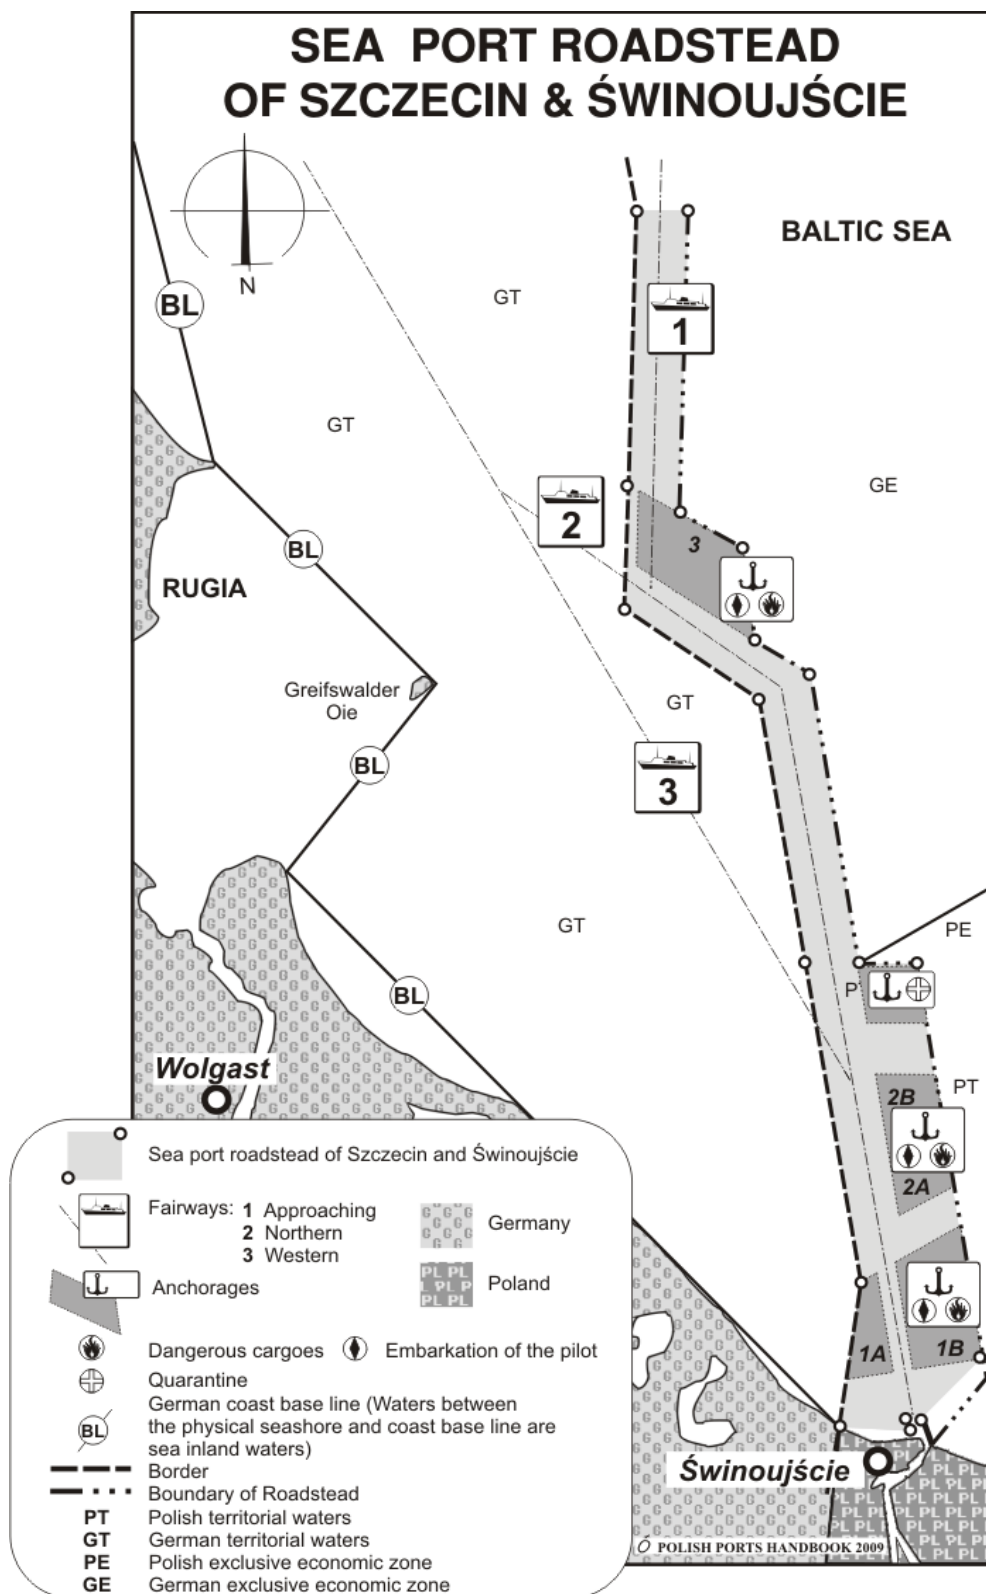 SEA PORT ROADSTEAD
OF SZCZECIN & ŚWINOUJŚCIE
BALTIC SEA
N
BL
GT
1
GT
2
3
GE
BL
RUGIA
Greifswalder
Oie
GT
BL
3
GT
PE
BL
P
Wolgast
PT
2B
2A
1A
1B
Świnoujście
POLISH PORTS HANDBOOK 2009
Sea port roadstead of Szczecin and Świnoujście
Fairways: 1 Approaching
2 Northern
3 Western
Germany
Poland
Anchorages
Dangerous cargoes
Embarkation of the pilot
Quarantine
BL
German coast base line (Waters between
the physical seashore and coast base line are
sea inland waters)
Border
Boundary of Roadstead
PT Polish territorial waters
GT German territorial waters
PE Polish exclusive economic zone
GE German exclusive economic zone